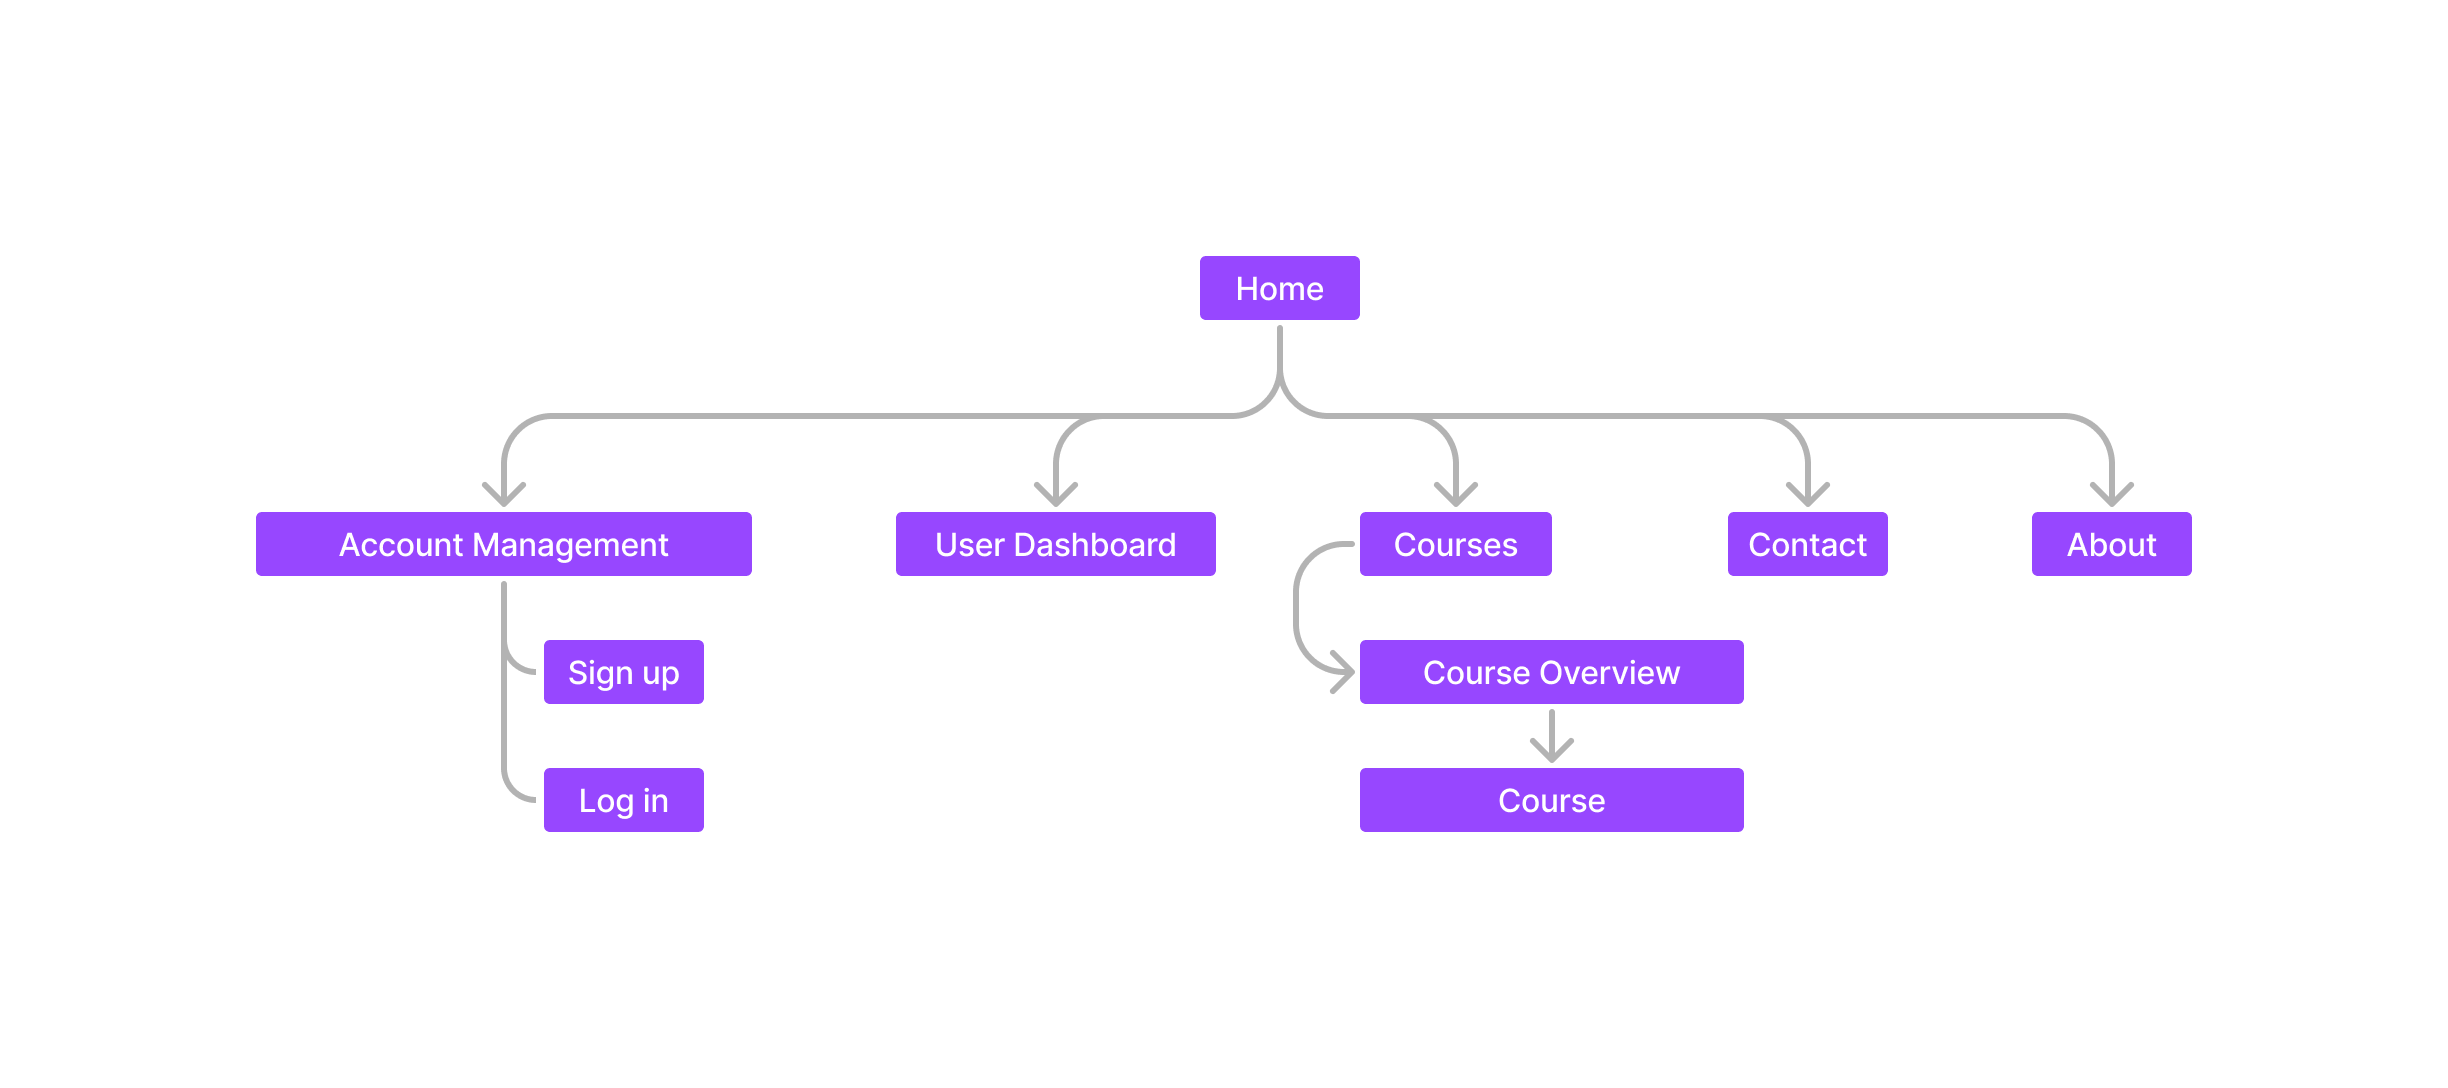 Home
Account Management
User Dashboard
Courses
Contact
About
Sign up
Course Overview
Log in
Course